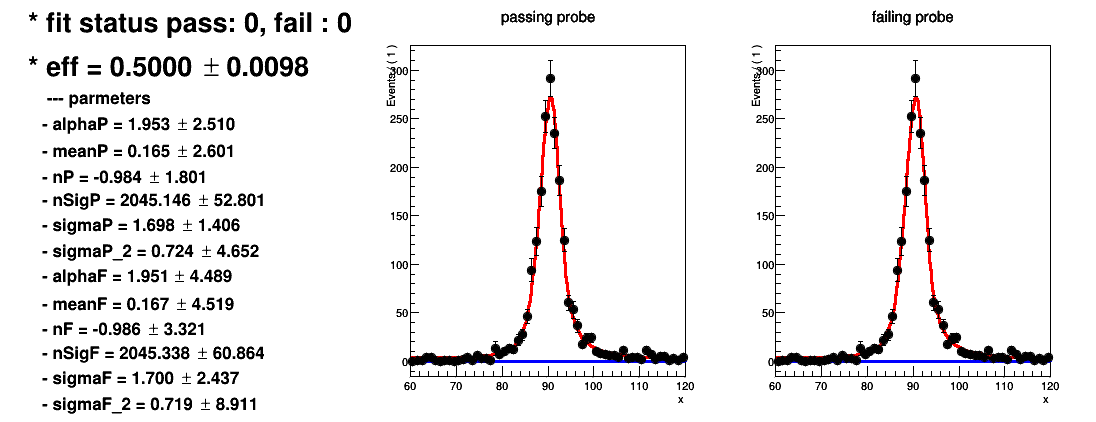 * fit status pass: 0, fail : 0
* eff = 0.5000 ± 0.0098
--- parmeters
- alphaP = 1.953 ± 2.510
- meanP = 0.165 ± 2.601
- nP = -0.984 ± 1.801
- nSigP = 2045.146 ± 52.801
- sigmaP = 1.698 ± 1.406
- sigmaP_2 = 0.724 ± 4.652
- alphaF = 1.951 ± 4.489
- meanF = 0.167 ± 4.519
- nF = -0.986 ± 3.321
- nSigF = 2045.338 ± 60.864
- sigmaF = 1.700 ± 2.437
- sigmaF_2 = 0.719 ± 8.911
passing probe
Events / ( 1 )
300
250
200
150
100
50
0
60 70 80 90 100 110 120
x
failing probe
Events / ( 1 )
300
250
200
150
100
50
0
60 70 80 90 100 110 120
x